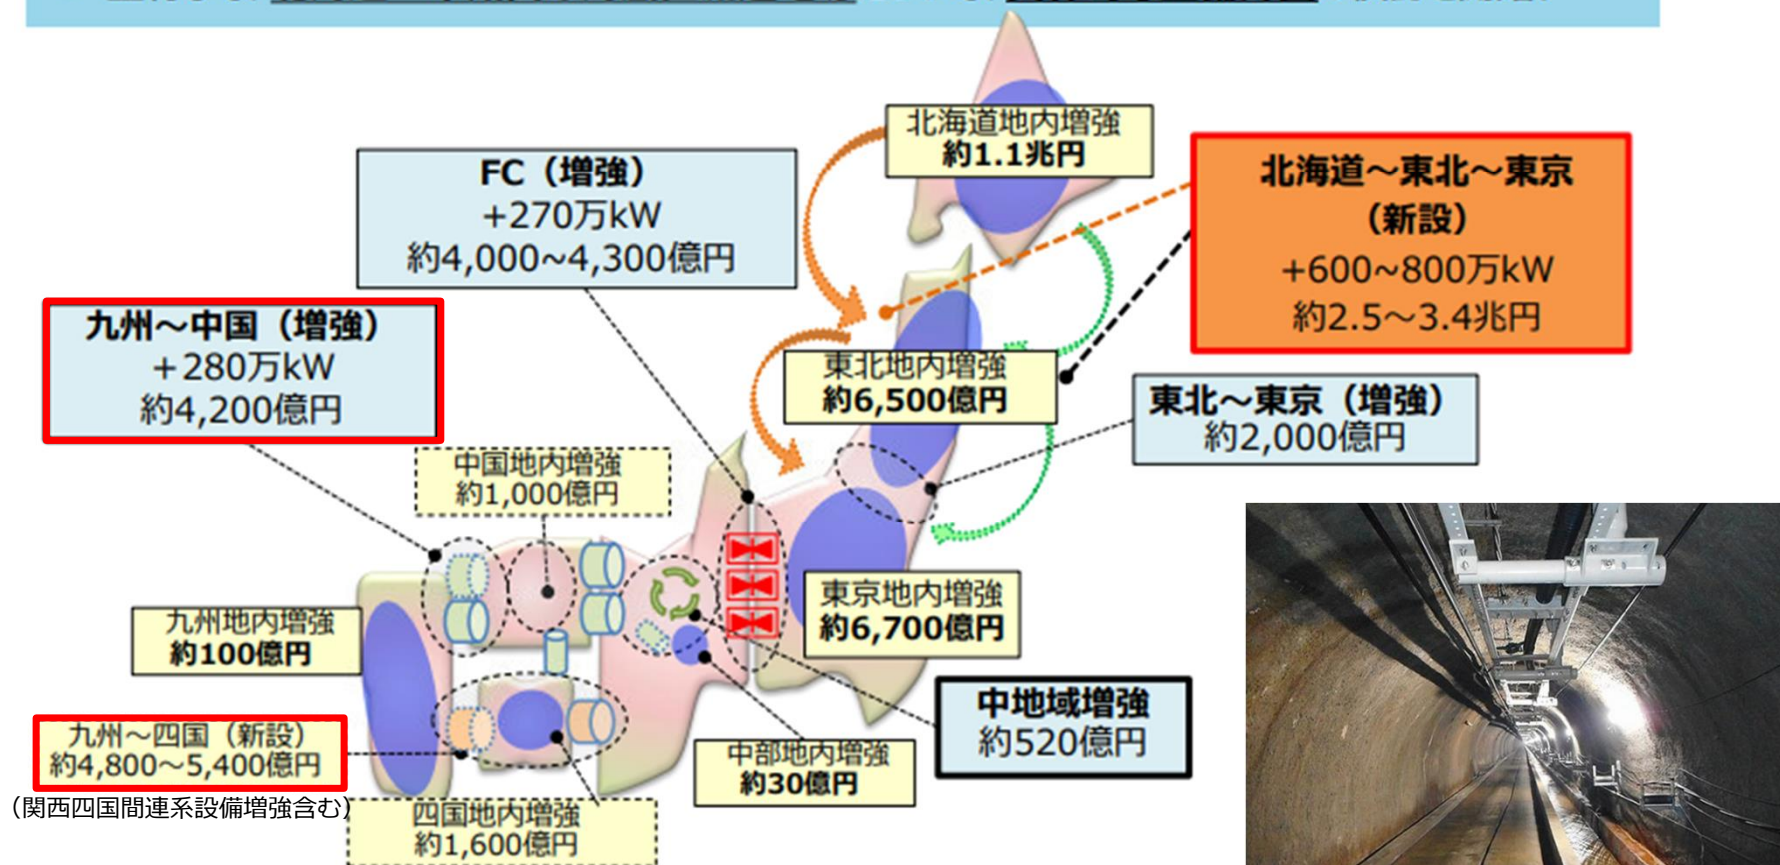 北海道地内増強
約1.1兆円
FC（増強）
+270万kW
約4,000~4,300億円
北海道～東北～東京
（新設）
+600~800万kW
約2.5～3.4兆円
九州～中国（増強）
＋280万kW
約4,200億円
東北地内増強
約6,500億円
東北～東京（増強）
約2,000億円
中国地内増強
約1,000億円
九州地内増強
約100億円
東京地内増強
約6,700億円
中地域増強
約520億円
九州～四国（新設）
約4,800～5,400億円
（関西四国間連系設備増強含む）
中部地内増強
約30億円
四国地内増強
約1,600億円